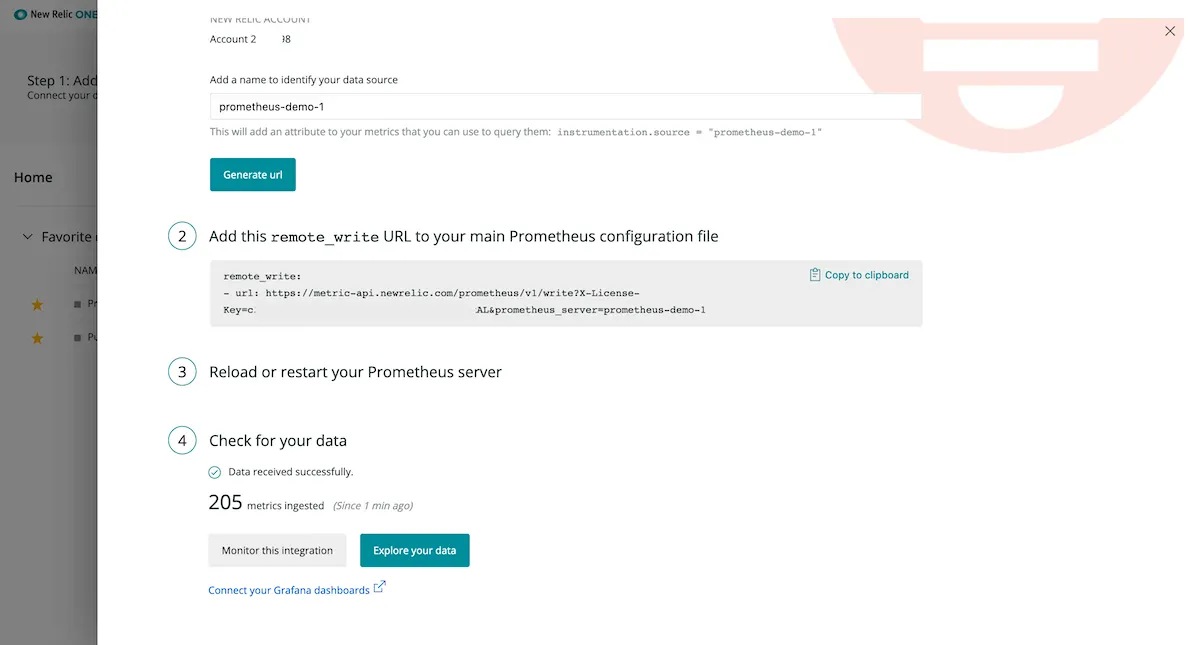 New Relic ONE
NEW RELIC ACCOUNT
Account 2 98
Step 1: Add
Connect your d
Add a name to identify your data source
prometheus-demo-1
This will add an attribute to your metrics that you can use to query them: instrumentation.source = "prometheus-demo-1"
Generate url
Home
Favorite
NAM
Pr
Pu
2 Add this remote_write URL to your main Prometheus configuration file
Copy to clipboard
remote_write:
- url: https://metric-api.newrelic.com/prometheus/v1/write?X-License-
Key=c. AL&prometheus_server=prometheus-demo-1
3 Reload or restart your Prometheus server
4 Check for your data
Data received successfully.
205 metrics ingested (Since 1 min ago)
Monitor this integration
Explore your data
Connect your Grafana dashboards